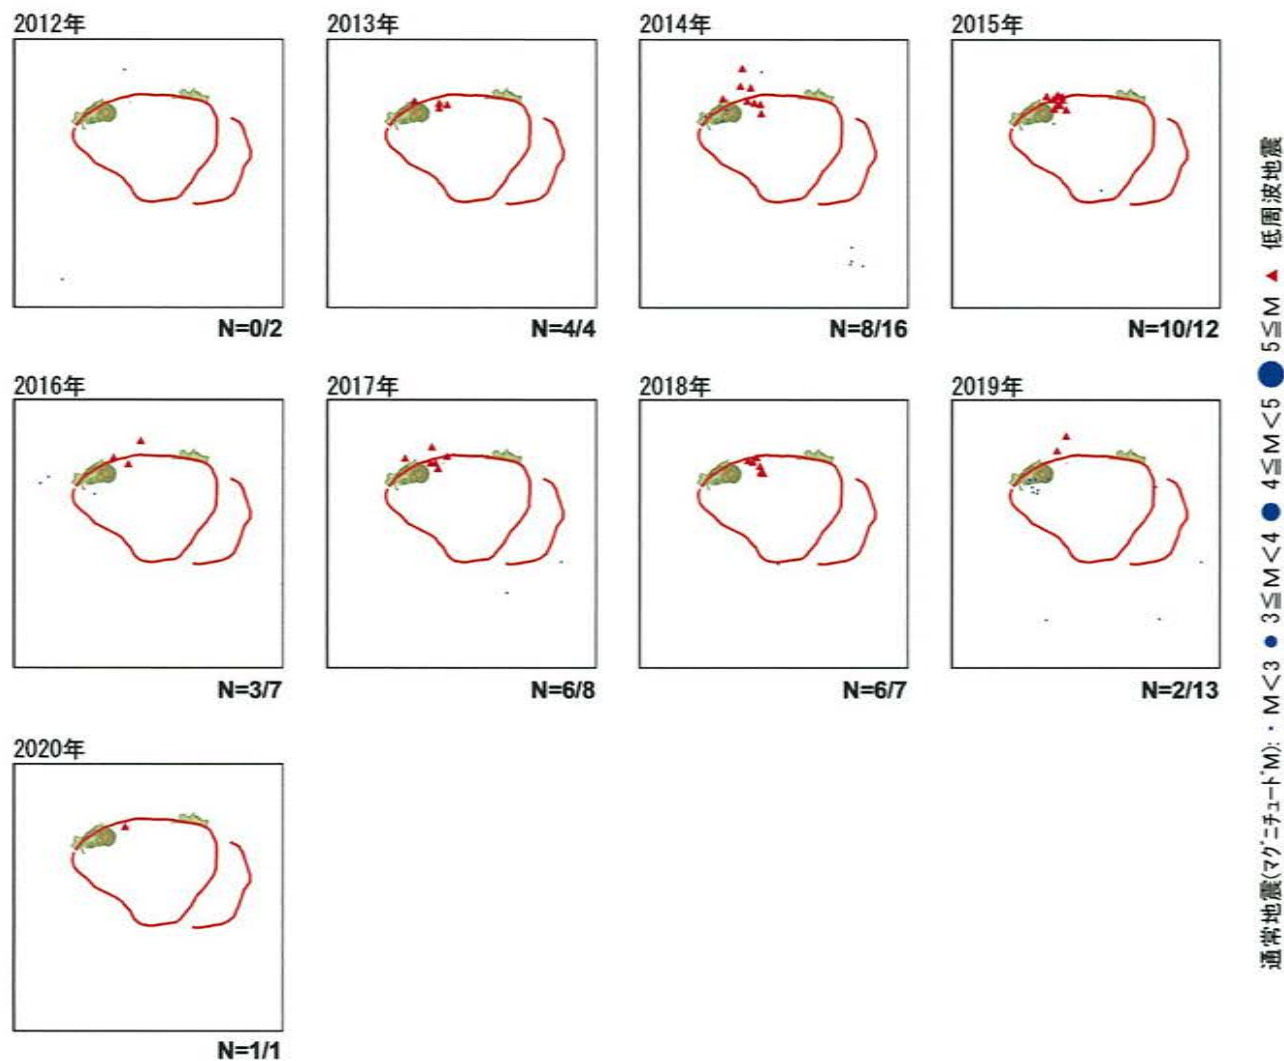 2012年
2013年
2014年
2015年
N=0/2
N=4/4
N=8/16
N=10/12
2016年
2017年
2018年
2019年
N=3/7
N=6/8
N=6/7
N=2/13
2020年
N=1/1
通常地震(マグニチュードM): ・ M<3 ● 3≦M<4 ● 4≦M<5 ● 5≦M ▲ 低周波地震